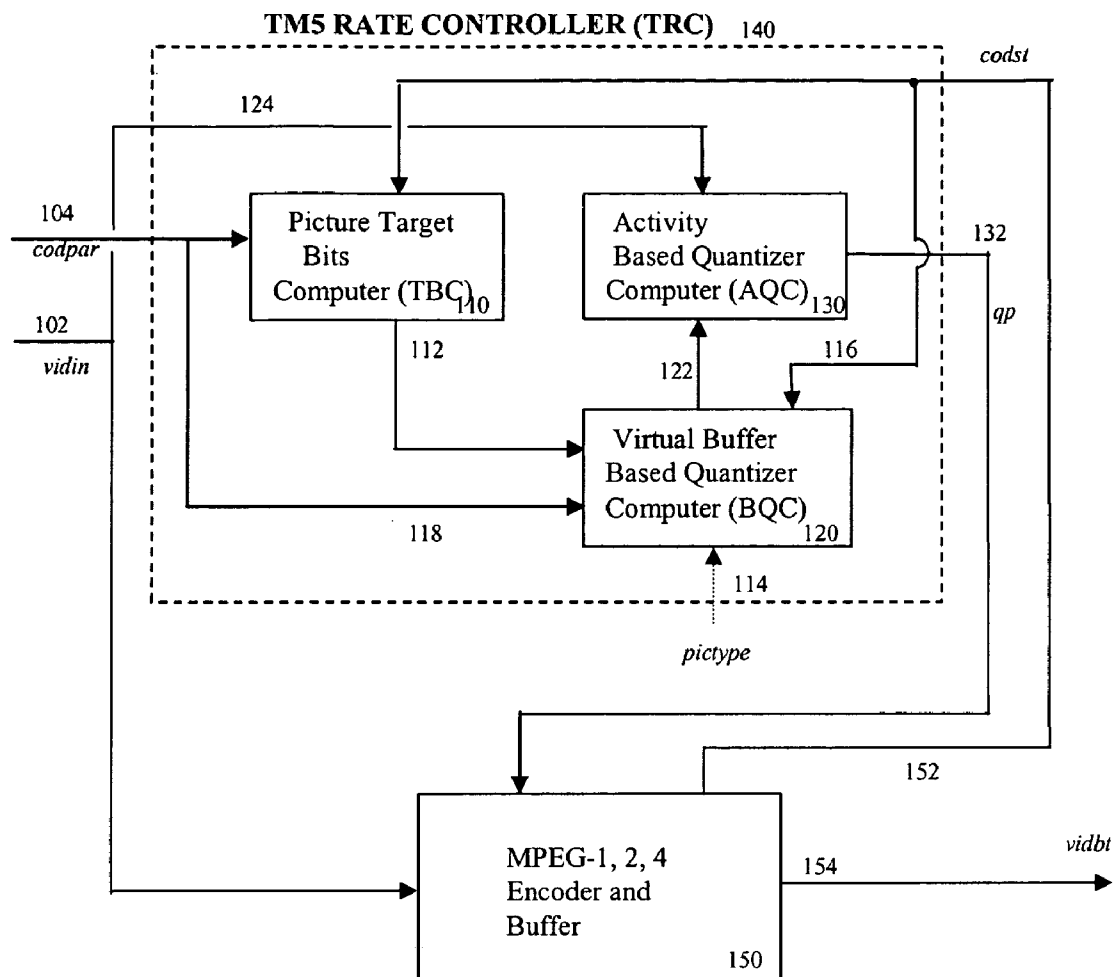 TM5 RATE CONTROLLER (TRC) 140
codst
124
104
codpar
Picture Target
Bits
Computer (TBC)
110
Activity
Based Quantizer
Computer (AQC)
130
132
qp
102
vidin
112
122
116
Virtual Buffer
Based Quantizer
Computer (BQC)
120
118
114
pictype
152
MPEG-1, 2, 4
Encoder and
Buffer
150
154
vidbt